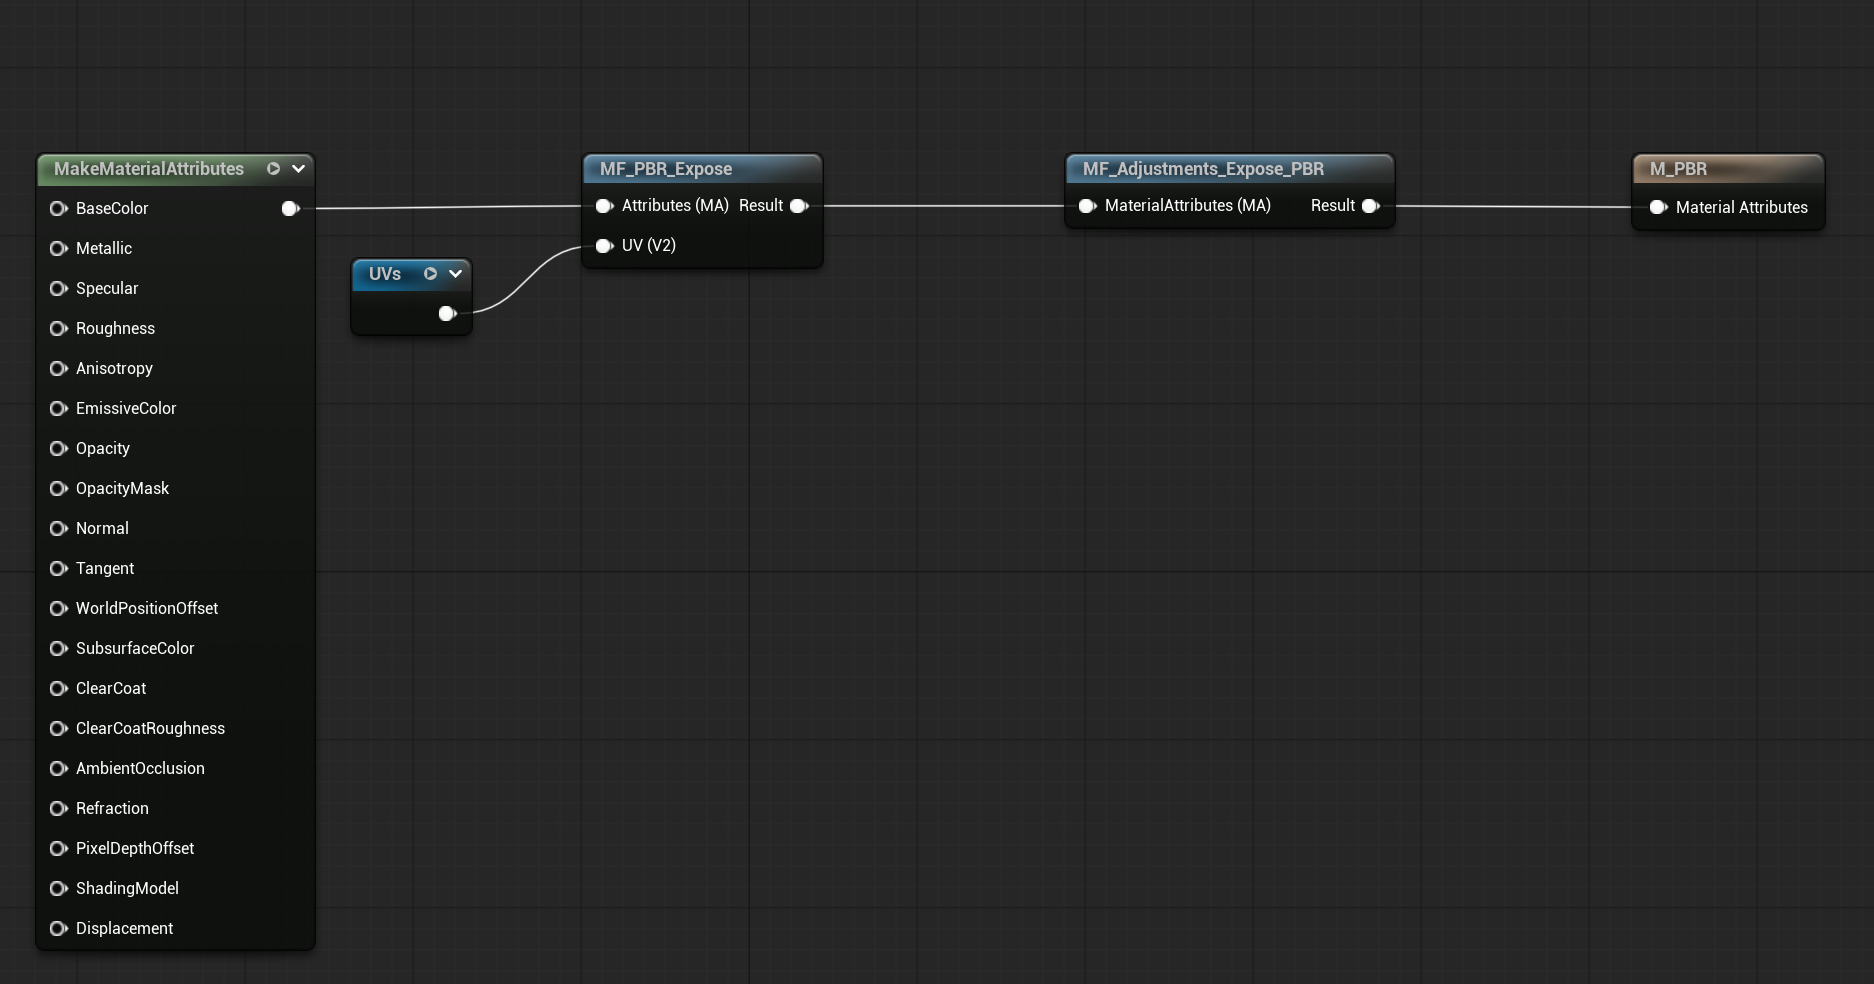 MakeMaterialAttributes
BaseColor
Metallic
Specular
Roughness
Anisotropy
EmissiveColor
Opacity
OpacityMask
Normal
Tangent
WorldPositionOffset
SubsurfaceColor
ClearCoat
ClearCoatRoughness
AmbientOcclusion
Refraction
PixelDepthOffset
ShadingModel
Displacement
UVs
MF_PBR_Expose
Attributes (MA) Result
UV (V2)
MF_Adjustments_Expose_PBR
MaterialAttributes (MA) Result
M_PBR
Material Attributes